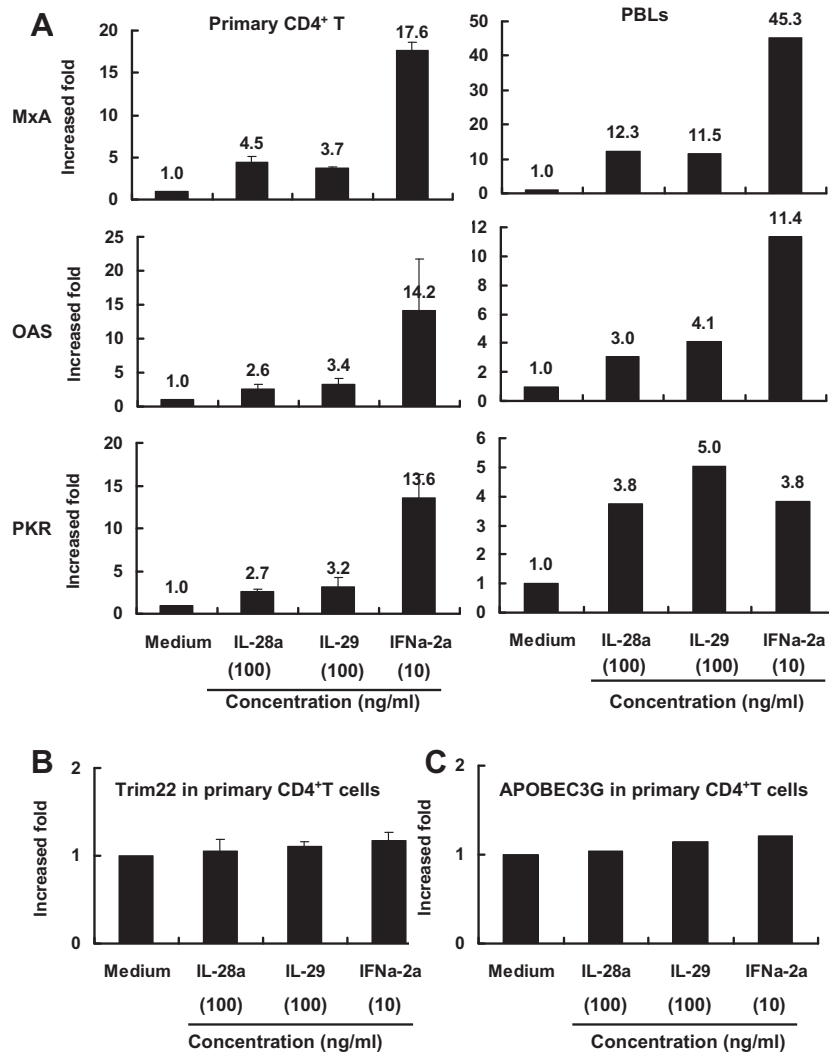 A
Primary CD4+ T
PBLs
MxA
Increased fold
20
15
10
5
0
1.0
4.5
3.7
17.6
50
40
30
20
10
0
1.0
12.3
11.5
45.3
OAS
Increased fold
25
20
15
10
5
0
1.0
2.6
3.4
14.2
12
10
8
6
4
2
0
1.0
3.0
4.1
11.4
PKR
Increased fold
20
15
10
5
0
1.0
2.7
3.2
13.6
6
5
4
3
2
1
0
1.0
3.8
5.0
3.8
Medium IL-28a IL-29 IFNa-2a
(100) (100) (10)
Concentration (ng/ml)
Medium IL-28a IL-29 IFNa-2a
(100) (100) (10)
Concentration (ng/ml)
B
Trim22 in primary CD4+T cells
Increased fold
2
1
0
Medium IL-28a IL-29 IFNa-2a
(100) (100) (10)
Concentration (ng/ml)
C
APOBEC3G in primary CD4+T cells
Increased fold
2
1
0
Medium IL-28a IL-29 IFNa-2a
(100) (100) (10)
Concentration (ng/ml)